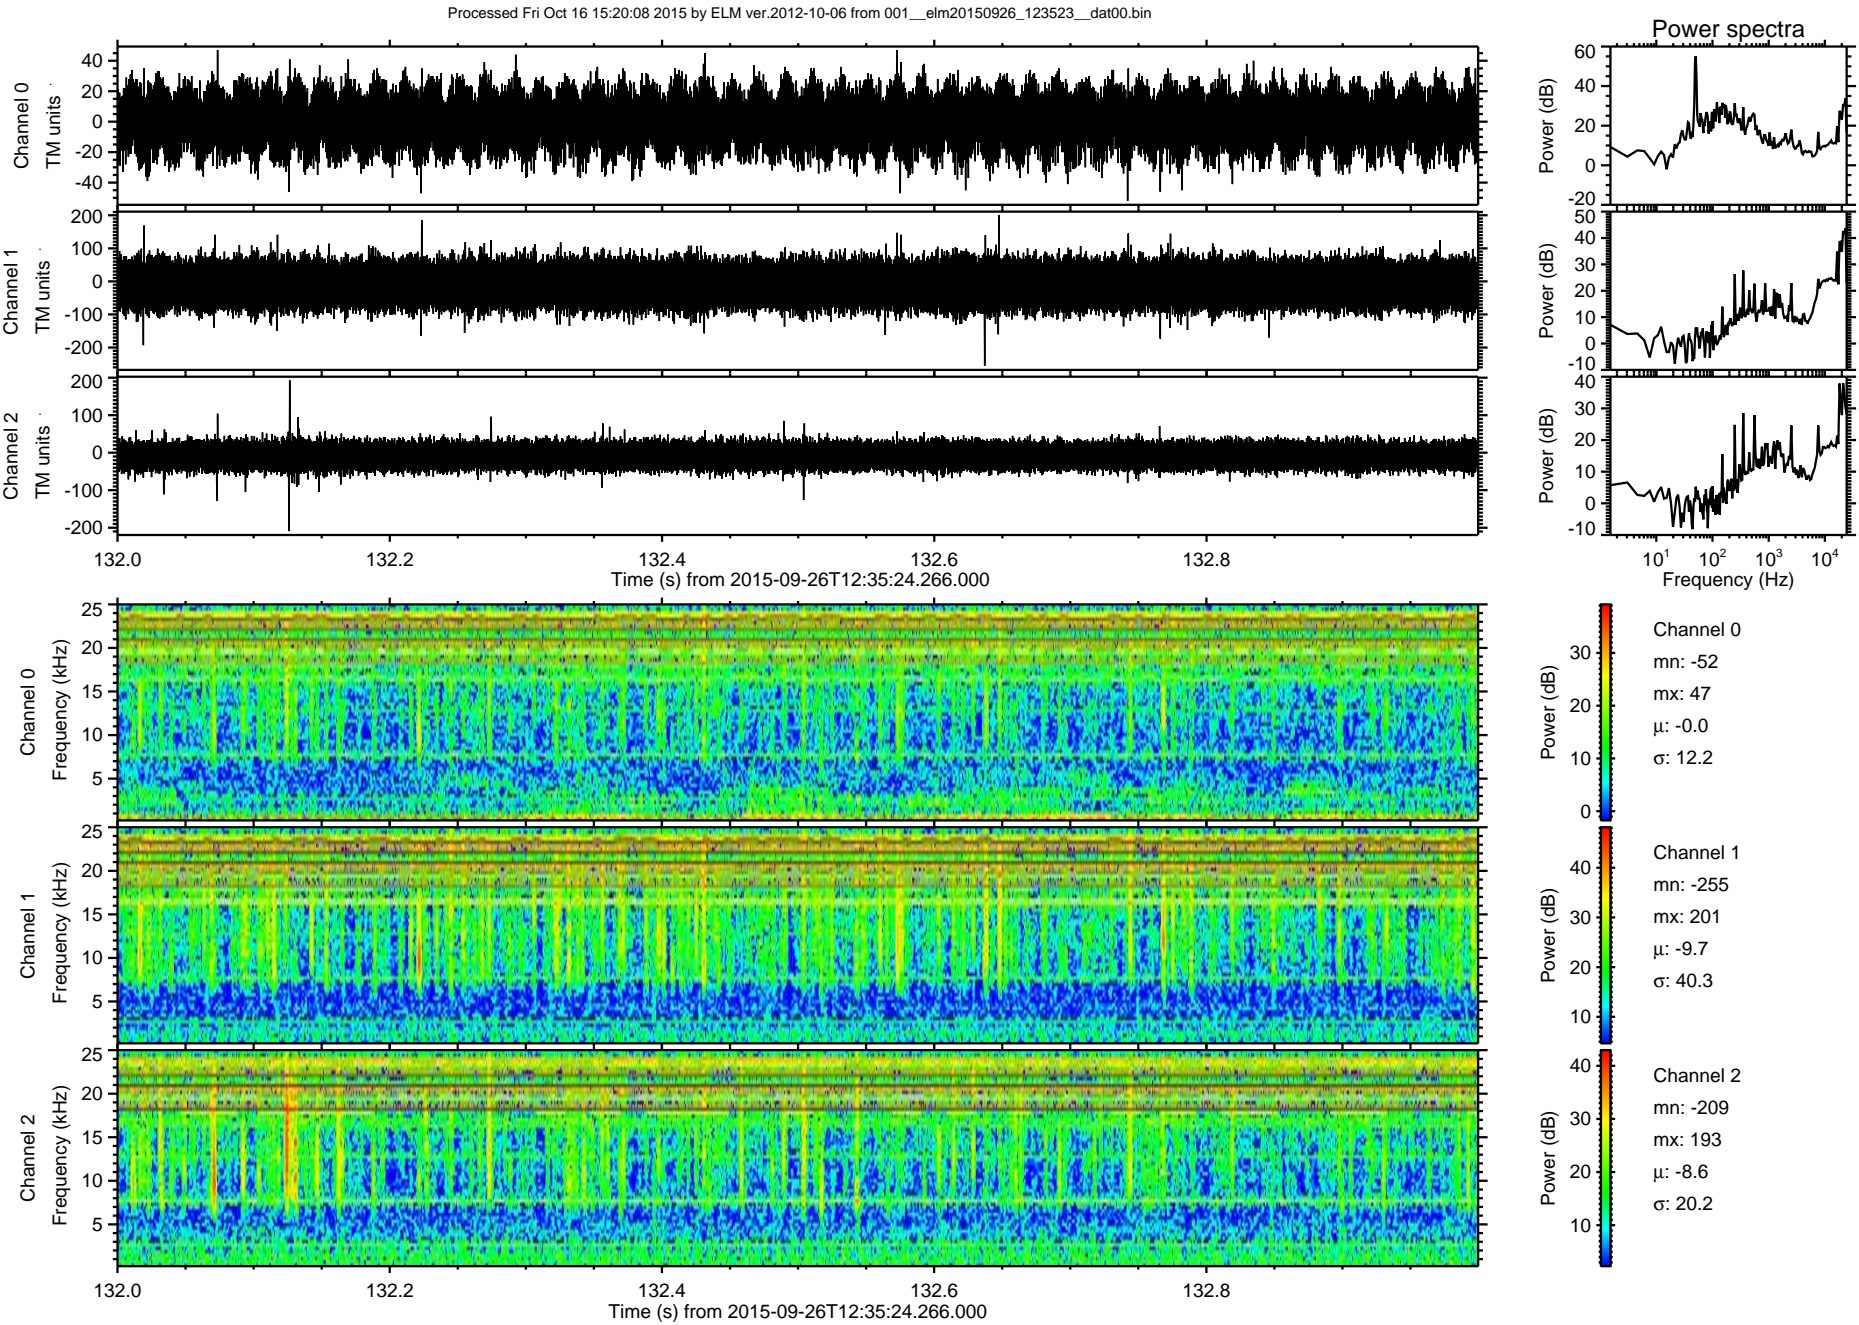 Processed Fri Oct 16 15:20:08 2015 by ELM ver.2012-10-06 from 001__elm20150926_123523__dat00.bin
Power spectra
Channel 0
TM units
40
20
0
-20
-40
Power (dB)
60
40
20
0
-20
Channel 1
TM units
200
100
0
-100
-200
Power (dB)
50
40
30
20
10
0
-10
Channel 2
TM units
200
100
0
-100
-200
Power (dB)
40
30
20
10
0
-10
132.0 132.2 132.4 132.6 132.8
Time (s) from 2015-09-26T12:35:24.266.000
10^1 10^2 10^3 10^4
Frequency (Hz)
Channel 0
Frequency (kHz)
25
20
15
10
5
Power (dB)
30
20
10
0
Channel 0
mn: -52
mx: 47
μ: -0.0
σ: 12.2
Channel 1
Frequency (kHz)
25
20
15
10
5
Power (dB)
40
30
20
10
Channel 1
mn: -255
mx: 201
μ: -9.7
σ: 40.3
Channel 2
Frequency (kHz)
25
20
15
10
5
Power (dB)
40
30
20
10
Channel 2
mn: -209
mx: 193
μ: -8.6
σ: 20.2
132.0 132.2 132.4 132.6 132.8
Time (s) from 2015-09-26T12:35:24.266.000